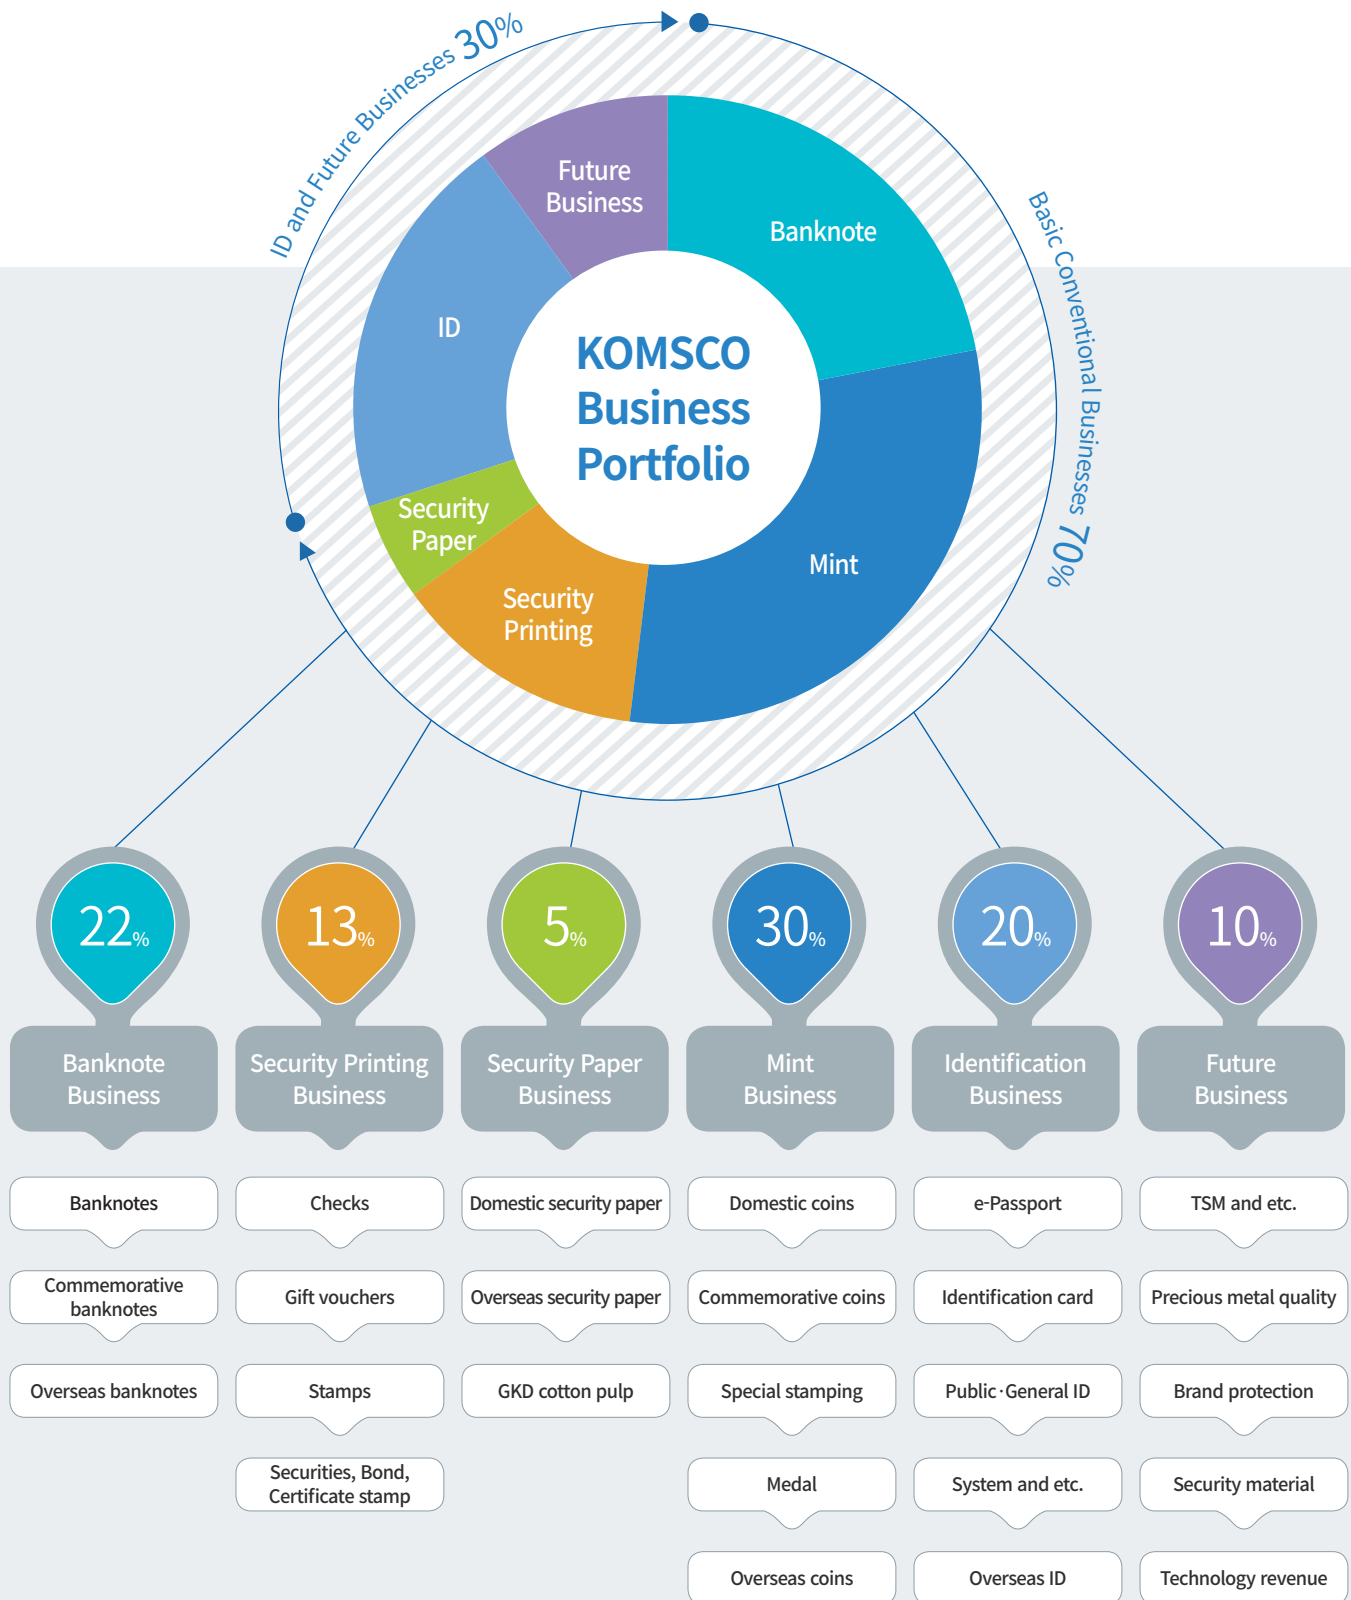 ID and Future Businesses 30%
Basic Conventional Businesses 70%
Future
Business
Banknote
ID
KOMSCO
Business
Portfolio
Security
Paper
Mint
Security
Printing
22%
13%
5%
30%
20%
10%
Banknote
Business
Security Printing
Business
Security Paper
Business
Mint
Business
Identification
Business
Future
Business
Banknotes
Commemorative
banknotes
Overseas banknotes
Checks
Gift vouchers
Stamps
Securities, Bond,
Certificate stamp
Domestic security paper
Overseas security paper
GKD cotton pulp
Domestic coins
Commemorative coins
Special stamping
Medal
Overseas coins
e-Passport
Identification card
Public·General ID
System and etc.
Overseas ID
TSM and etc.
Precious metal quality
Brand protection
Security material
Technology revenue